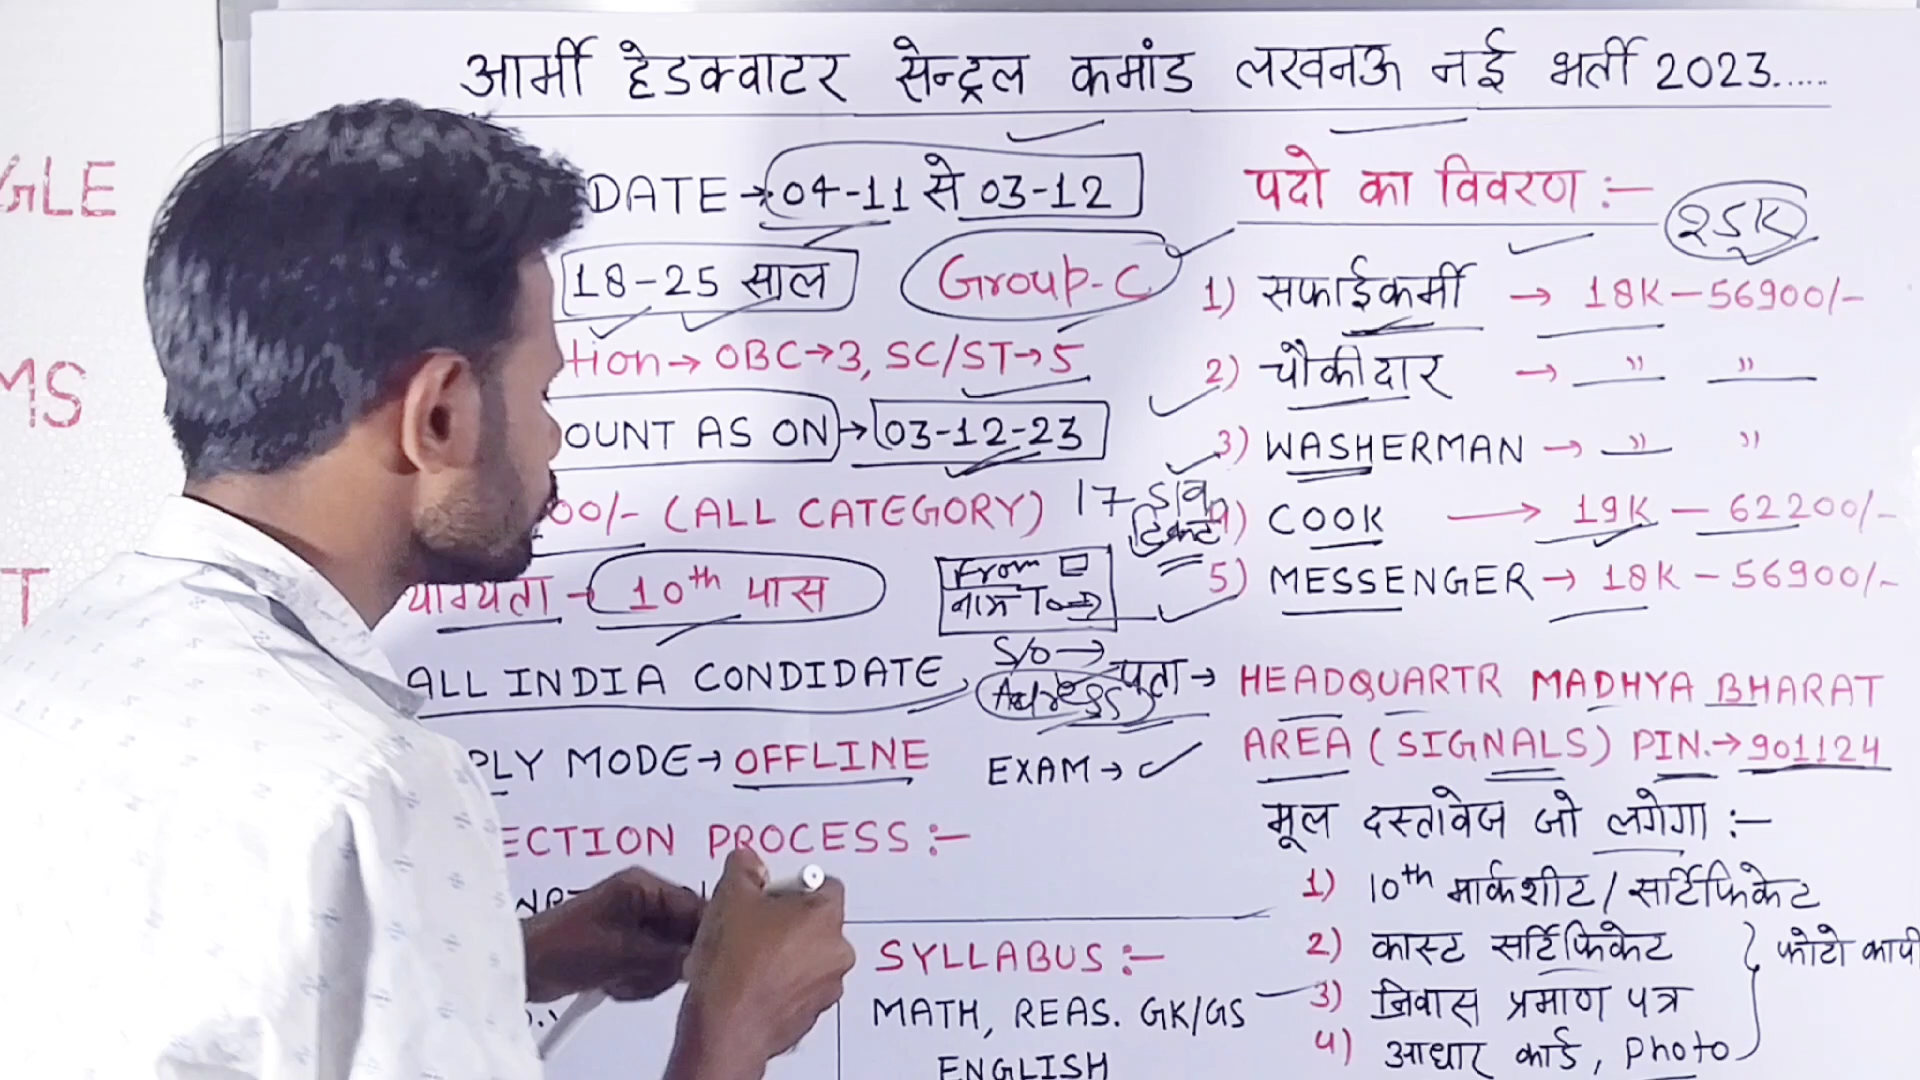 आर्मी हेडक्वाटर सेन्ट्रल कमांड लखनऊ नई भर्ती 2023......
GLE
MS
T
DATE → 04-11 से 03-12
18-25 साल Group-C
tion → OBC→3, SC/ST→5
OUNT AS ON → 03-12-23
00/- (ALL CATEGORY) 17
योग्यता → 10th पास
From
नाम To →
S/o →
Address
ALL INDIA CONDIDATE,
PLY MODE → OFFLINE
EXAM →
ECTION PROCESS :-
SYLLABUS :-
MATH, REAS. GK/GS
ENGLISH
पदो का विवरण :-
25K
1) सफाईकर्मी → 18K - 56900/-
2) चौकीदार → " "
3) WASHERMAN → " "
4) COOK → 19K - 62200/-
5) MESSENGER → 18K - 56900/-
पता → HEADQUARTR MADHYA BHARAT
AREA (SIGNALS) PIN. → 901124
मूल दस्तावेज जो लगेगा :-
1) 10th मार्कशीट / सर्टिफिकेट
2) कास्ट सर्टिफिकेट
3) निवास प्रमाण पत्र
4) आधार कार्ड, Photo
फोटो कापी